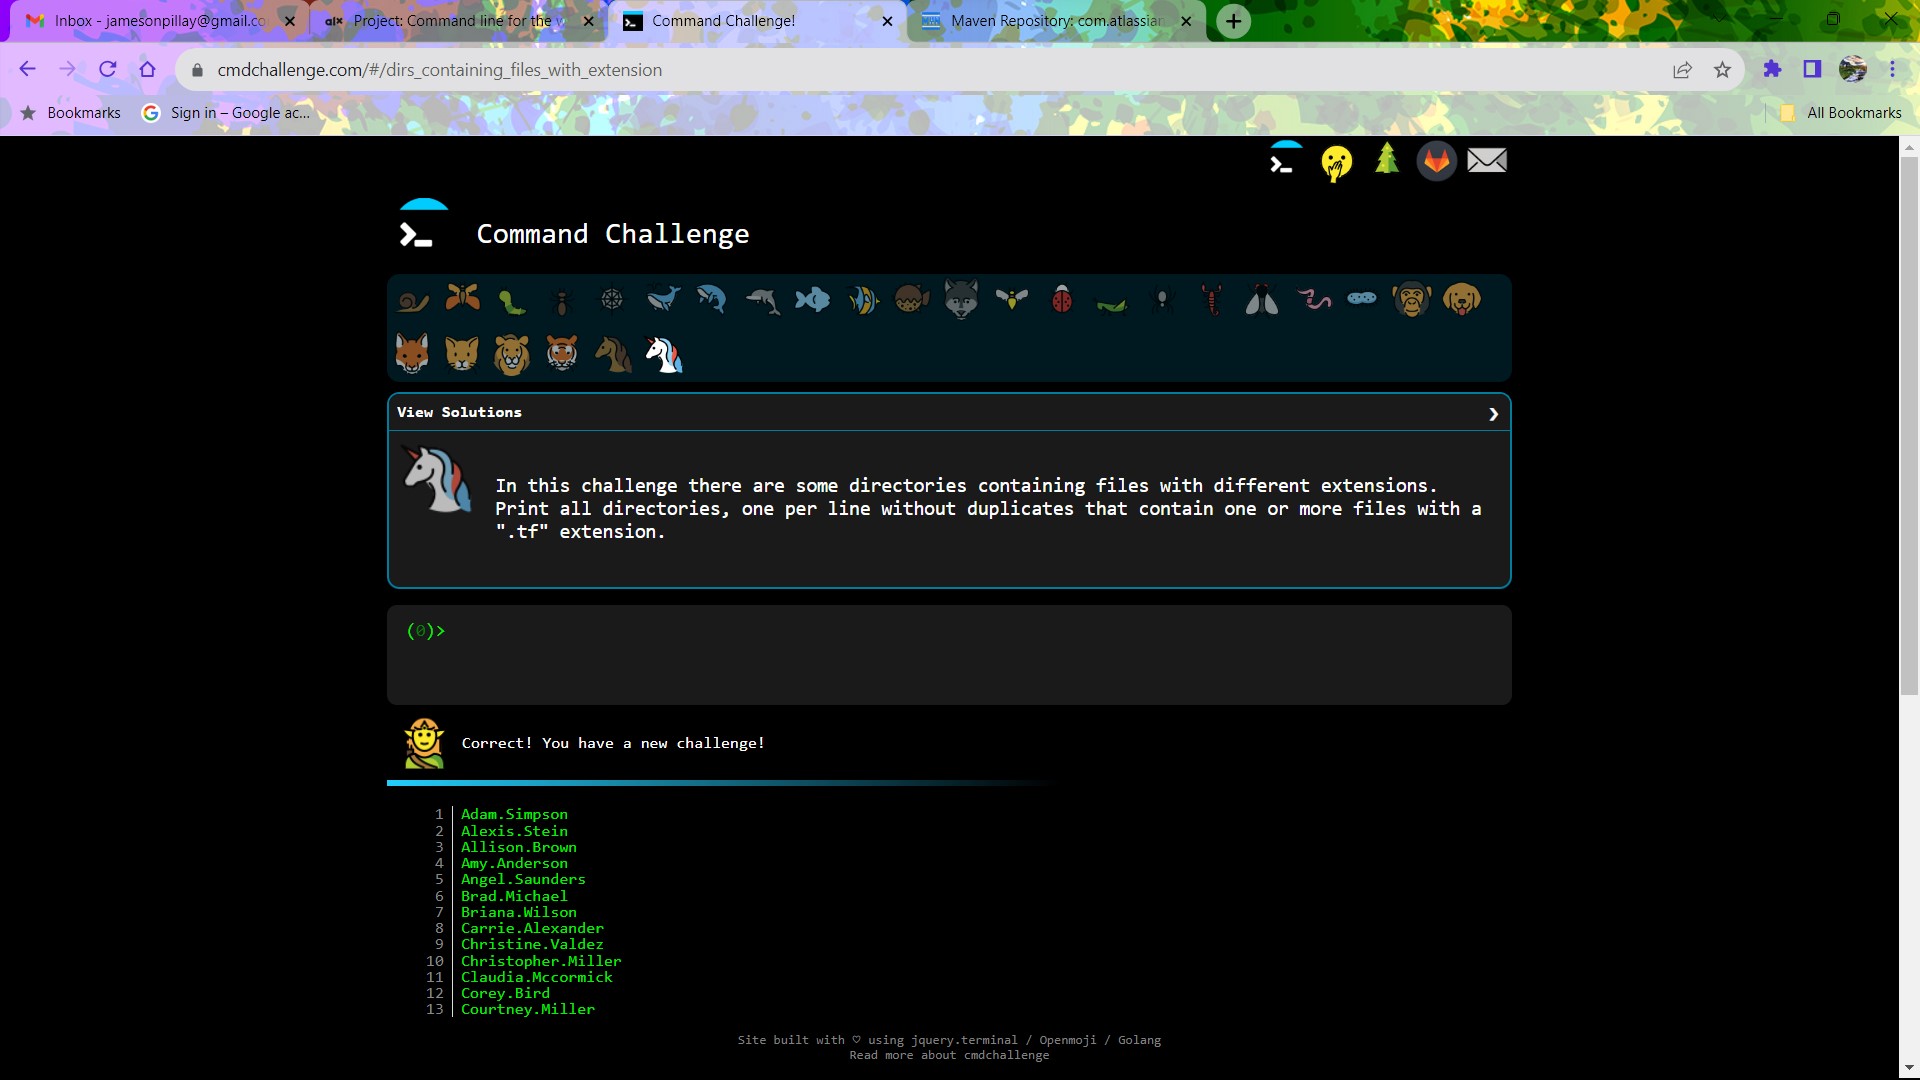 Inbox - jamesonpillay@gmail.co
Project: Command line for the w
Command Challenge!
Maven Repository: com.atlassian
cmdchallenge.com/#/dirs_containing_files_with_extension
Bookmarks
Sign in – Google ac...
All Bookmarks
Command Challenge
View Solutions
In this challenge there are some directories containing files with different extensions.
Print all directories, one per line without duplicates that contain one or more files with a
".tf" extension.
(0)>
Correct! You have a new challenge!
1 Adam.Simpson
2 Alexis.Stein
3 Allison.Brown
4 Amy.Anderson
5 Angel.Saunders
6 Brad.Michael
7 Briana.Wilson
8 Carrie.Alexander
9 Christine.Valdez
10 Christopher.Miller
11 Claudia.Mccormick
12 Corey.Bird
13 Courtney.Miller
Site built with ♡ using jquery.terminal / Openmoji / Golang
Read more about cmdchallenge